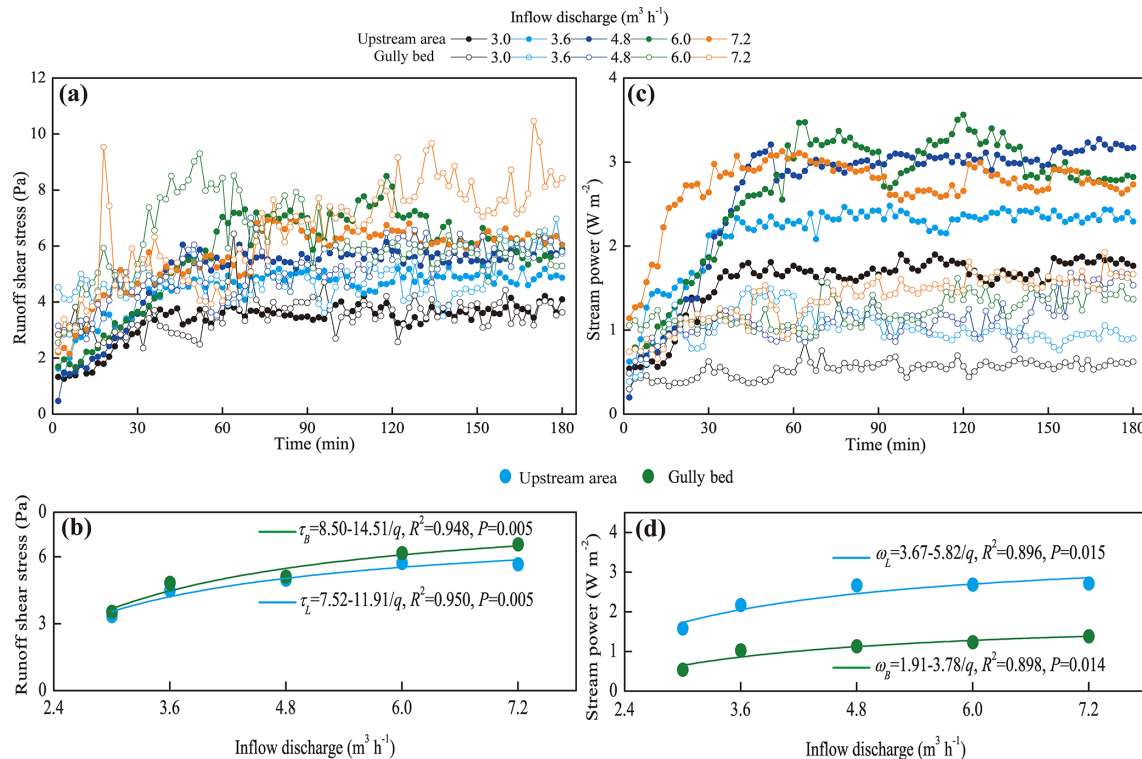 Inflow discharge (m³ h⁻¹)
Upstream area 3.0 3.6 4.8 6.0 7.2
Gully bed 3.0 3.6 4.8 6.0 7.2
(a)
Runoff shear stress (Pa)
12
10
8
6
4
2
0
0 30 60 90 120 150 180
Time (min)
(c)
Stream power (W m⁻²)
4
3
2
1
0
0 30 60 90 120 150 180
Time (min)
Upstream area Gully bed
(b)
Runoff shear stress (Pa)
0
6
3
0
τB=8.50-14.51/q, R²=0.948, P=0.005
τL=7.52-11.91/q, R²=0.950, P=0.005
2.4 3.6 4.8 6.0 7.2
Inflow discharge (m³ h⁻¹)
(d)
Stream power (W m⁻²)
4
3
2
1
0
ωL=3.67-5.82/q, R²=0.896, P=0.015
ωB=1.91-3.78/q, R²=0.898, P=0.014
2.4 3.6 4.8 6.0 7.2
Inflow discharge (m³ h⁻¹)